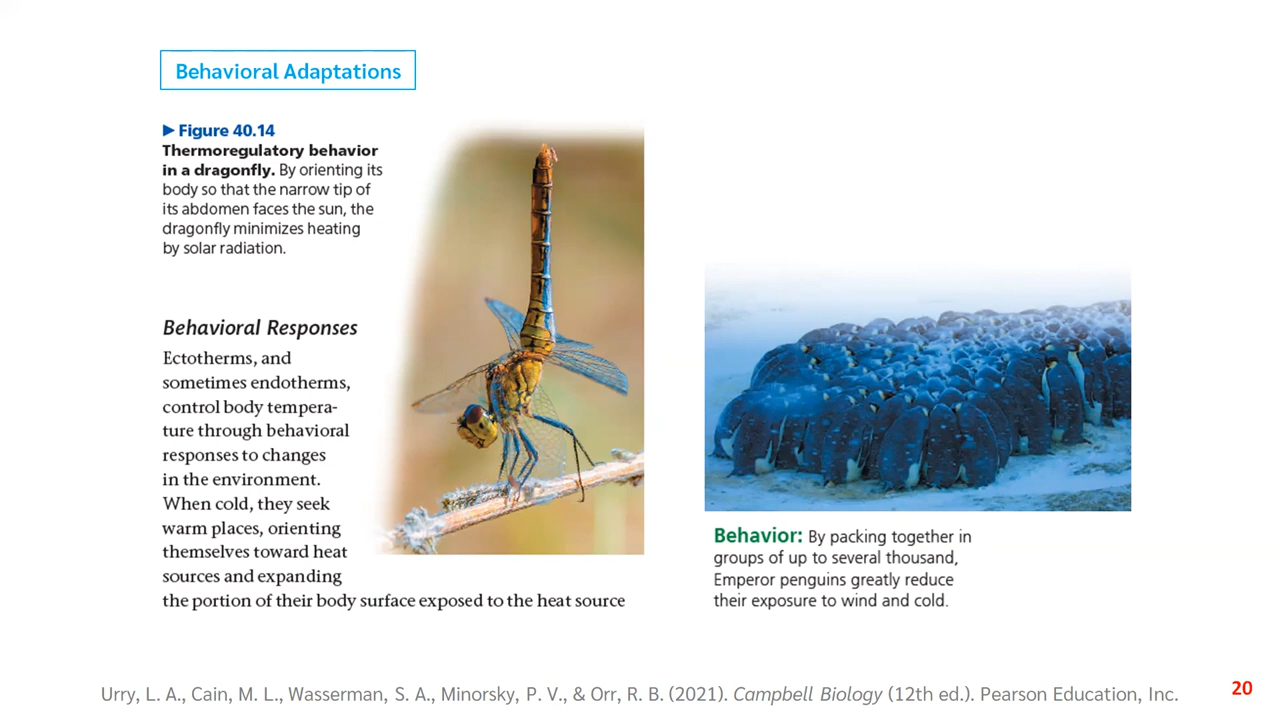 Behavioral Adaptations
▶ Figure 40.14
Thermoregulatory behavior
in a dragonfly. By orienting its
body so that the narrow tip of
its abdomen faces the sun, the
dragonfly minimizes heating
by solar radiation.
Behavioral Responses
Ectotherms, and
sometimes endotherms,
control body tempera-
ture through behavioral
responses to changes
in the environment.
When cold, they seek
warm places, orienting
themselves toward heat
sources and expanding
the portion of their body surface exposed to the heat source
Behavior: By packing together in
groups of up to several thousand,
Emperor penguins greatly reduce
their exposure to wind and cold.
Urry, L. A., Cain, M. L., Wasserman, S. A., Minorsky, P. V., & Orr, R. B. (2021). Campbell Biology (12th ed.). Pearson Education, Inc.
20